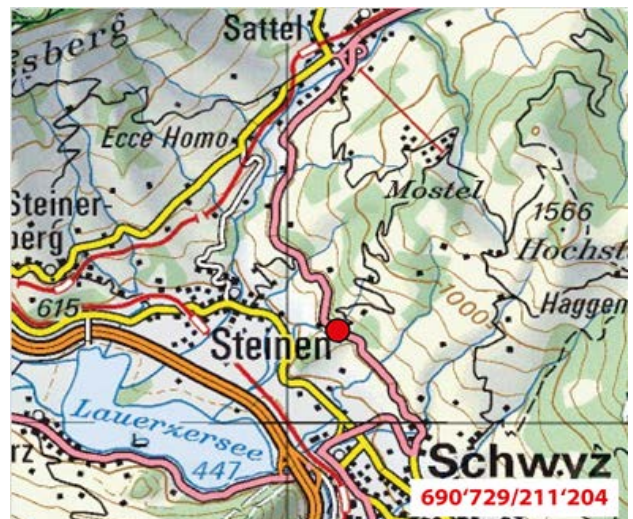 Sattel
gsberg
Ecce Homo
Mostel
Steiner-
berg
1566
Hochst
Haggen
1000
615
Steinen
Lauerzersee
447
rz
Schwyz
690'729/211'204